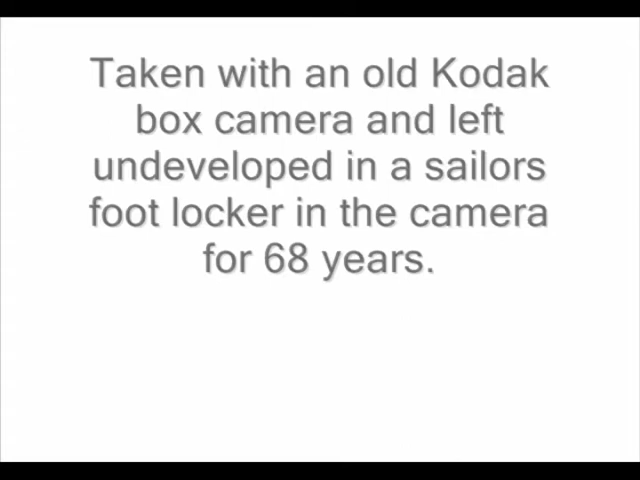 Taken with an old Kodak
box camera and left
undeveloped in a sailors
foot locker in the camera
for 68 years.